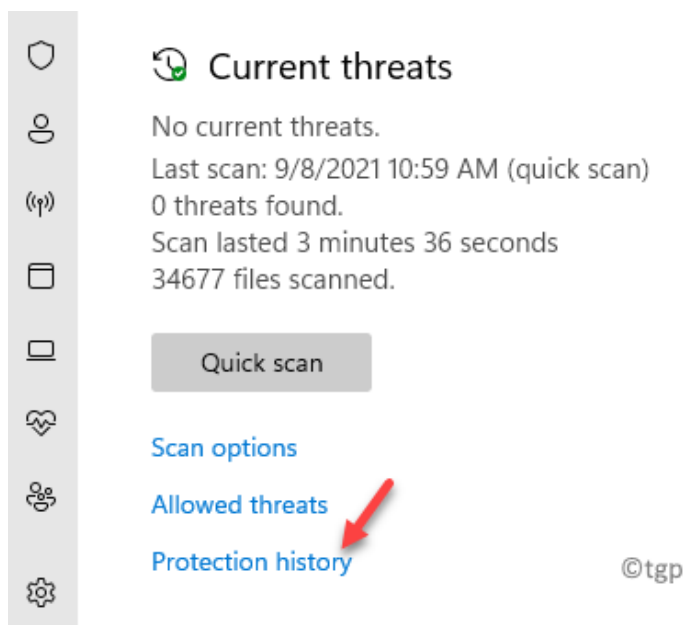 Current threats
No current threats.
Last scan: 9/8/2021 10:59 AM (quick scan)
0 threats found.
Scan lasted 3 minutes 36 seconds
34677 files scanned.
Quick scan
Scan options
Allowed threats
Protection history
©tgp